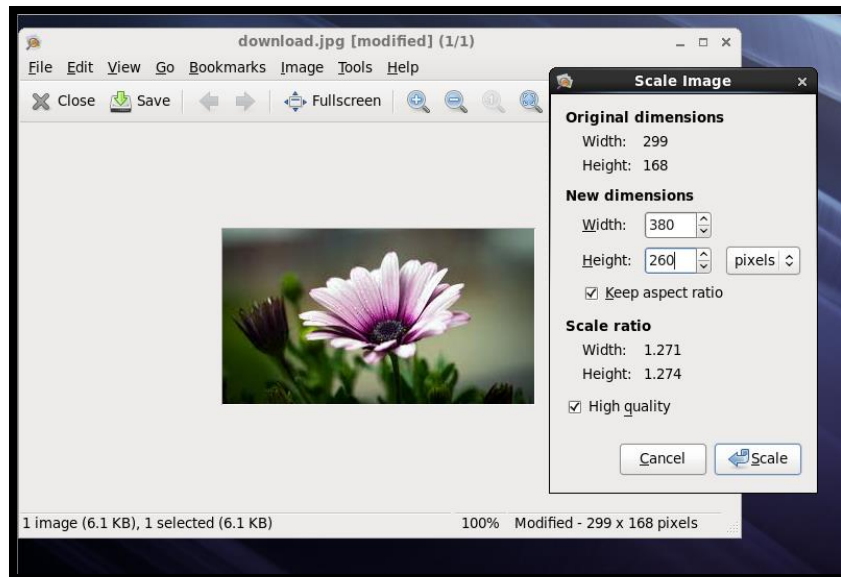 download.jpg [modified] (1/1)
File Edit View Go Bookmarks Image Tools Help
Close Save Fullscreen
Scale Image
Original dimensions
Width: 299
Height: 168
New dimensions
Width: 380
Height: 260 pixels
Keep aspect ratio
Scale ratio
Width: 1.271
Height: 1.274
High quality
Cancel Scale
1 image (6.1 KB), 1 selected (6.1 KB) 100% Modified - 299 x 168 pixels